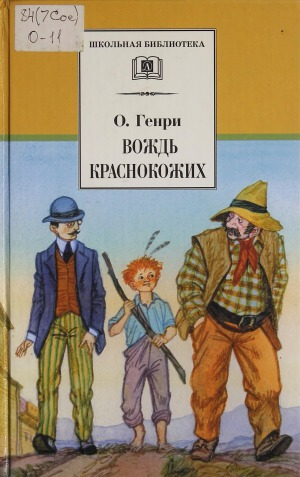 84(7Сое)
О-11
ШКОЛЬНАЯ БИБЛИОТЕКА
О. Генри
ВОЖДЬ
КРАСНОКОЖИХ